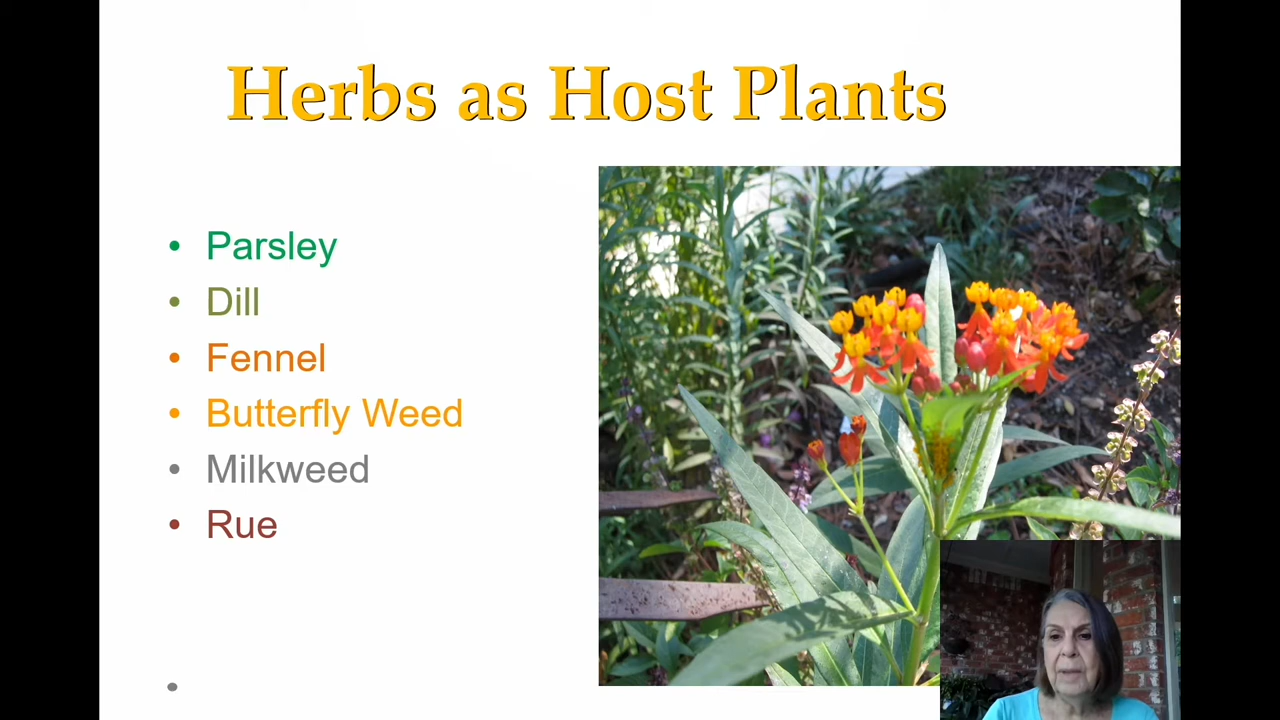 Herbs as Host Plants
• Parsley
• Dill
• Fennel
• Butterfly Weed
• Milkweed
• Rue
•